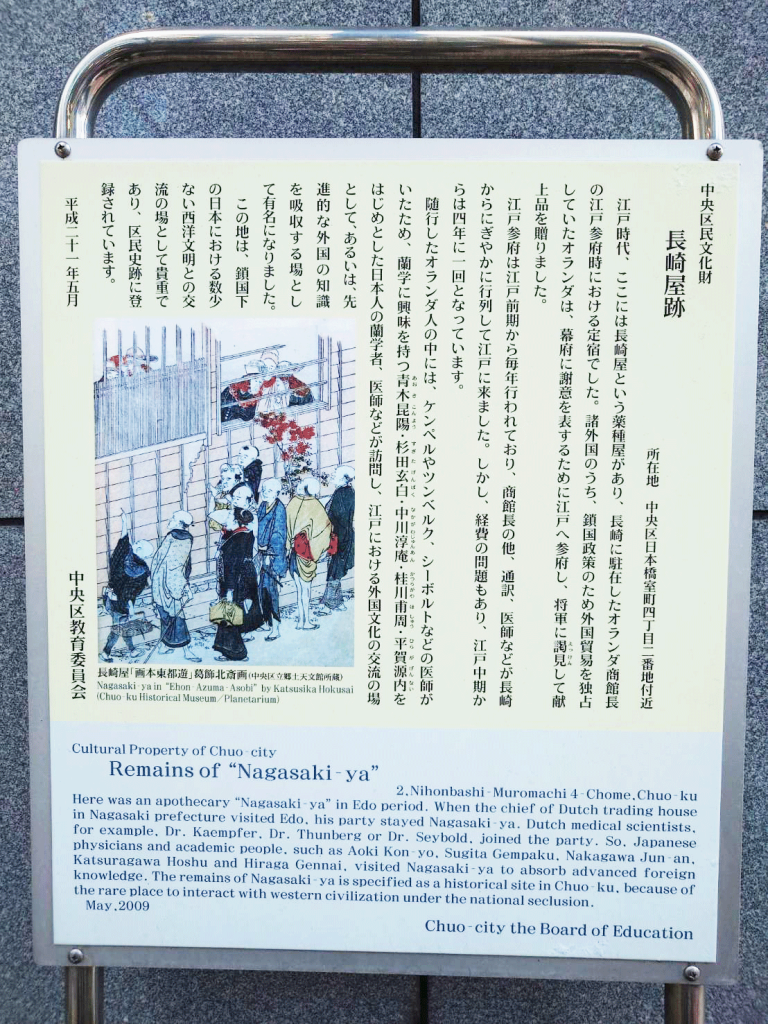 中央区民文化財
長崎屋跡
所在地　中央区日本橋室町四丁目二番地付近
江戸時代、ここには長崎屋という薬種屋があり、長崎に駐在したオランダ商館長
の江戸参府時における定宿でした。諸外国のうち、鎖国政策のため外国貿易を独占
していたオランダは、幕府に謝意を表するために江戸へ参府し、将軍に謁見して献
上品を贈りました。
江戸参府は江戸前期から毎年行われており、商館長の他、通訳、医師などが長崎
からにぎやかに行列して江戸に来ました。しかし、経費の問題もあり、江戸中期か
らは四年に一回となっています。
随行したオランダ人の中には、ケンペルやツンベルク、シーボルトなどの医師が
いたため、蘭学に興味を持つ青木昆陽・杉田玄白・中川淳庵・桂川甫周・平賀源内を
はじめとした日本人の蘭学者、医師などが訪問し、江戸における外国文化の交流の場
として、あるいは、先
進的な外国の知識
を吸収する場とし
て有名になりました。
この地は、鎖国下
の日本における数少
ない西洋文明との交
流の場として貴重で
あり、区民史跡に登
録されています。
平成二十一年五月
中央区教育委員会
長崎屋「画本東都遊」葛飾北斎画(中央区立郷土天文館所蔵)
Nagasaki-ya in "Ehon-Azuma-Asobi" by Katsusika Hokusai
(Chuo-ku Historical Museum/Planetarium)
Cultural Property of Chuo-city
Remains of "Nagasaki-ya"
2,Nihonbashi-Muromachi 4-Chome,Chuo-ku
Here was an apothecary "Nagasaki-ya" in Edo period. When the chief of Dutch trading house
in Nagasaki prefecture visited Edo, his party stayed Nagasaki-ya. Dutch medical scientists,
for example, Dr. Kaempfer, Dr. Thunberg or Dr. Seybold, joined the party. So, Japanese
physicians and academic people, such as Aoki Kon-yo, Sugita Gempaku, Nakagawa Jun-an,
Katsuragawa Hoshu and Hiraga Gennai, visited Nagasaki-ya to absorb advanced foreign
knowledge. The remains of Nagasaki-ya is specified as a historical site in Chuo-ku, because of
the rare place to interact with western civilization under the national seclusion.
May,2009
Chuo-city the Board of Education